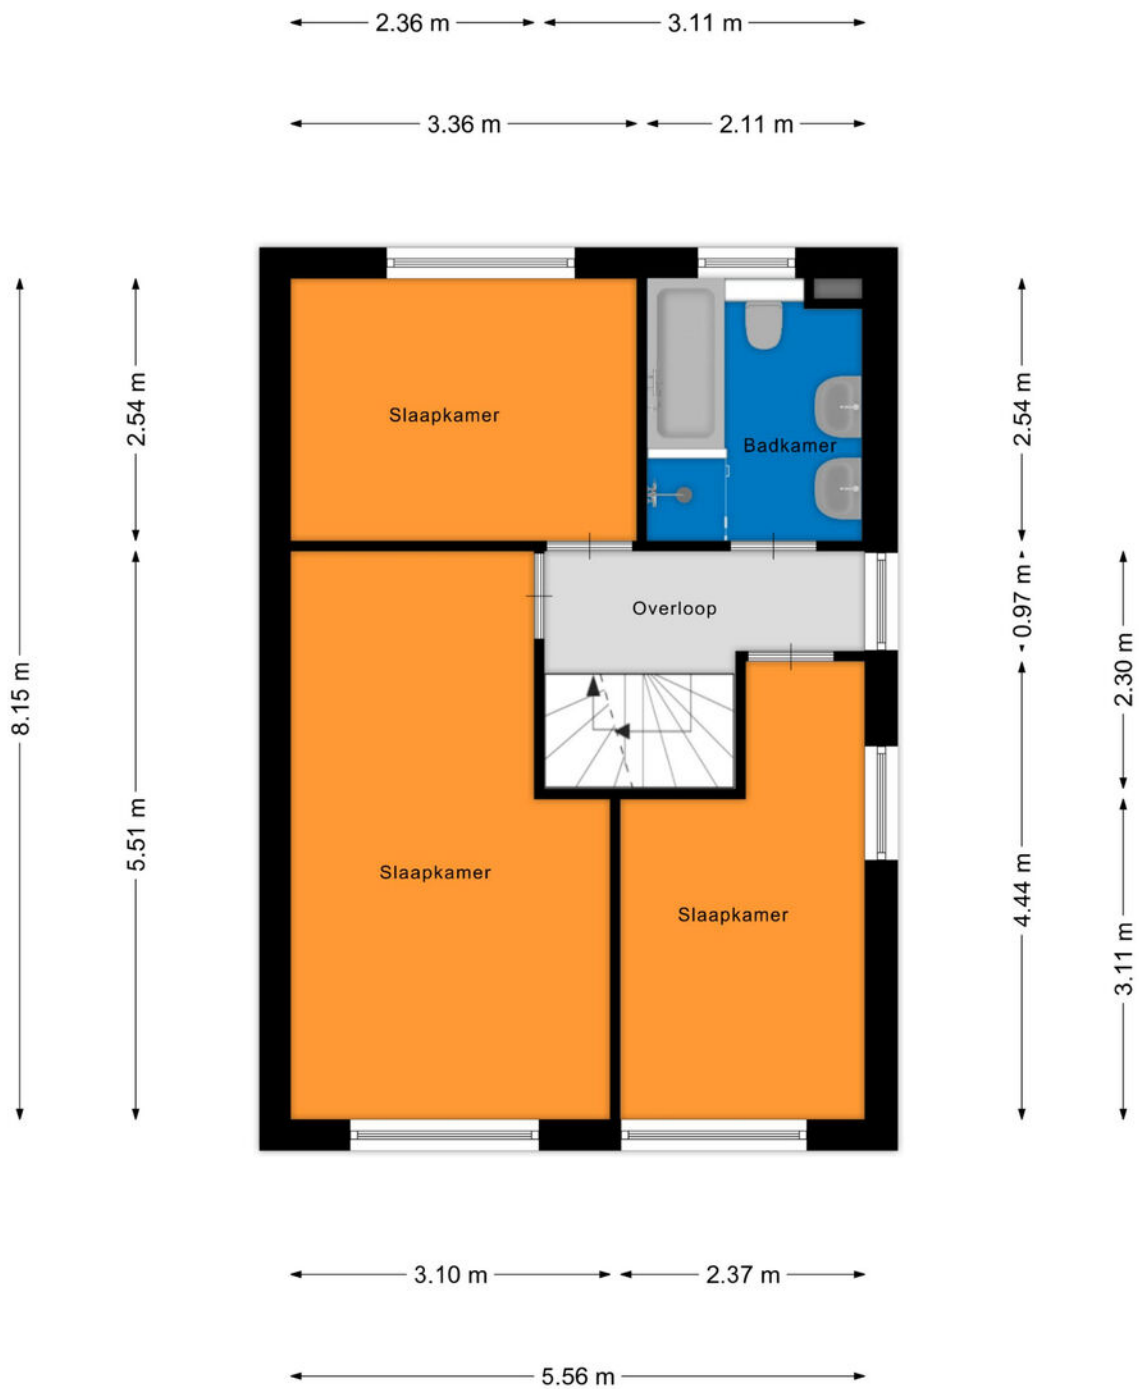 2.36 m
3.11 m
3.36 m
2.11 m
8.15 m
2.54 m
5.51 m
Slaapkamer
Badkamer
Overloop
Slaapkamer
Slaapkamer
2.54 m
0.97 m
4.44 m
2.30 m
3.11 m
3.10 m
2.37 m
5.56 m